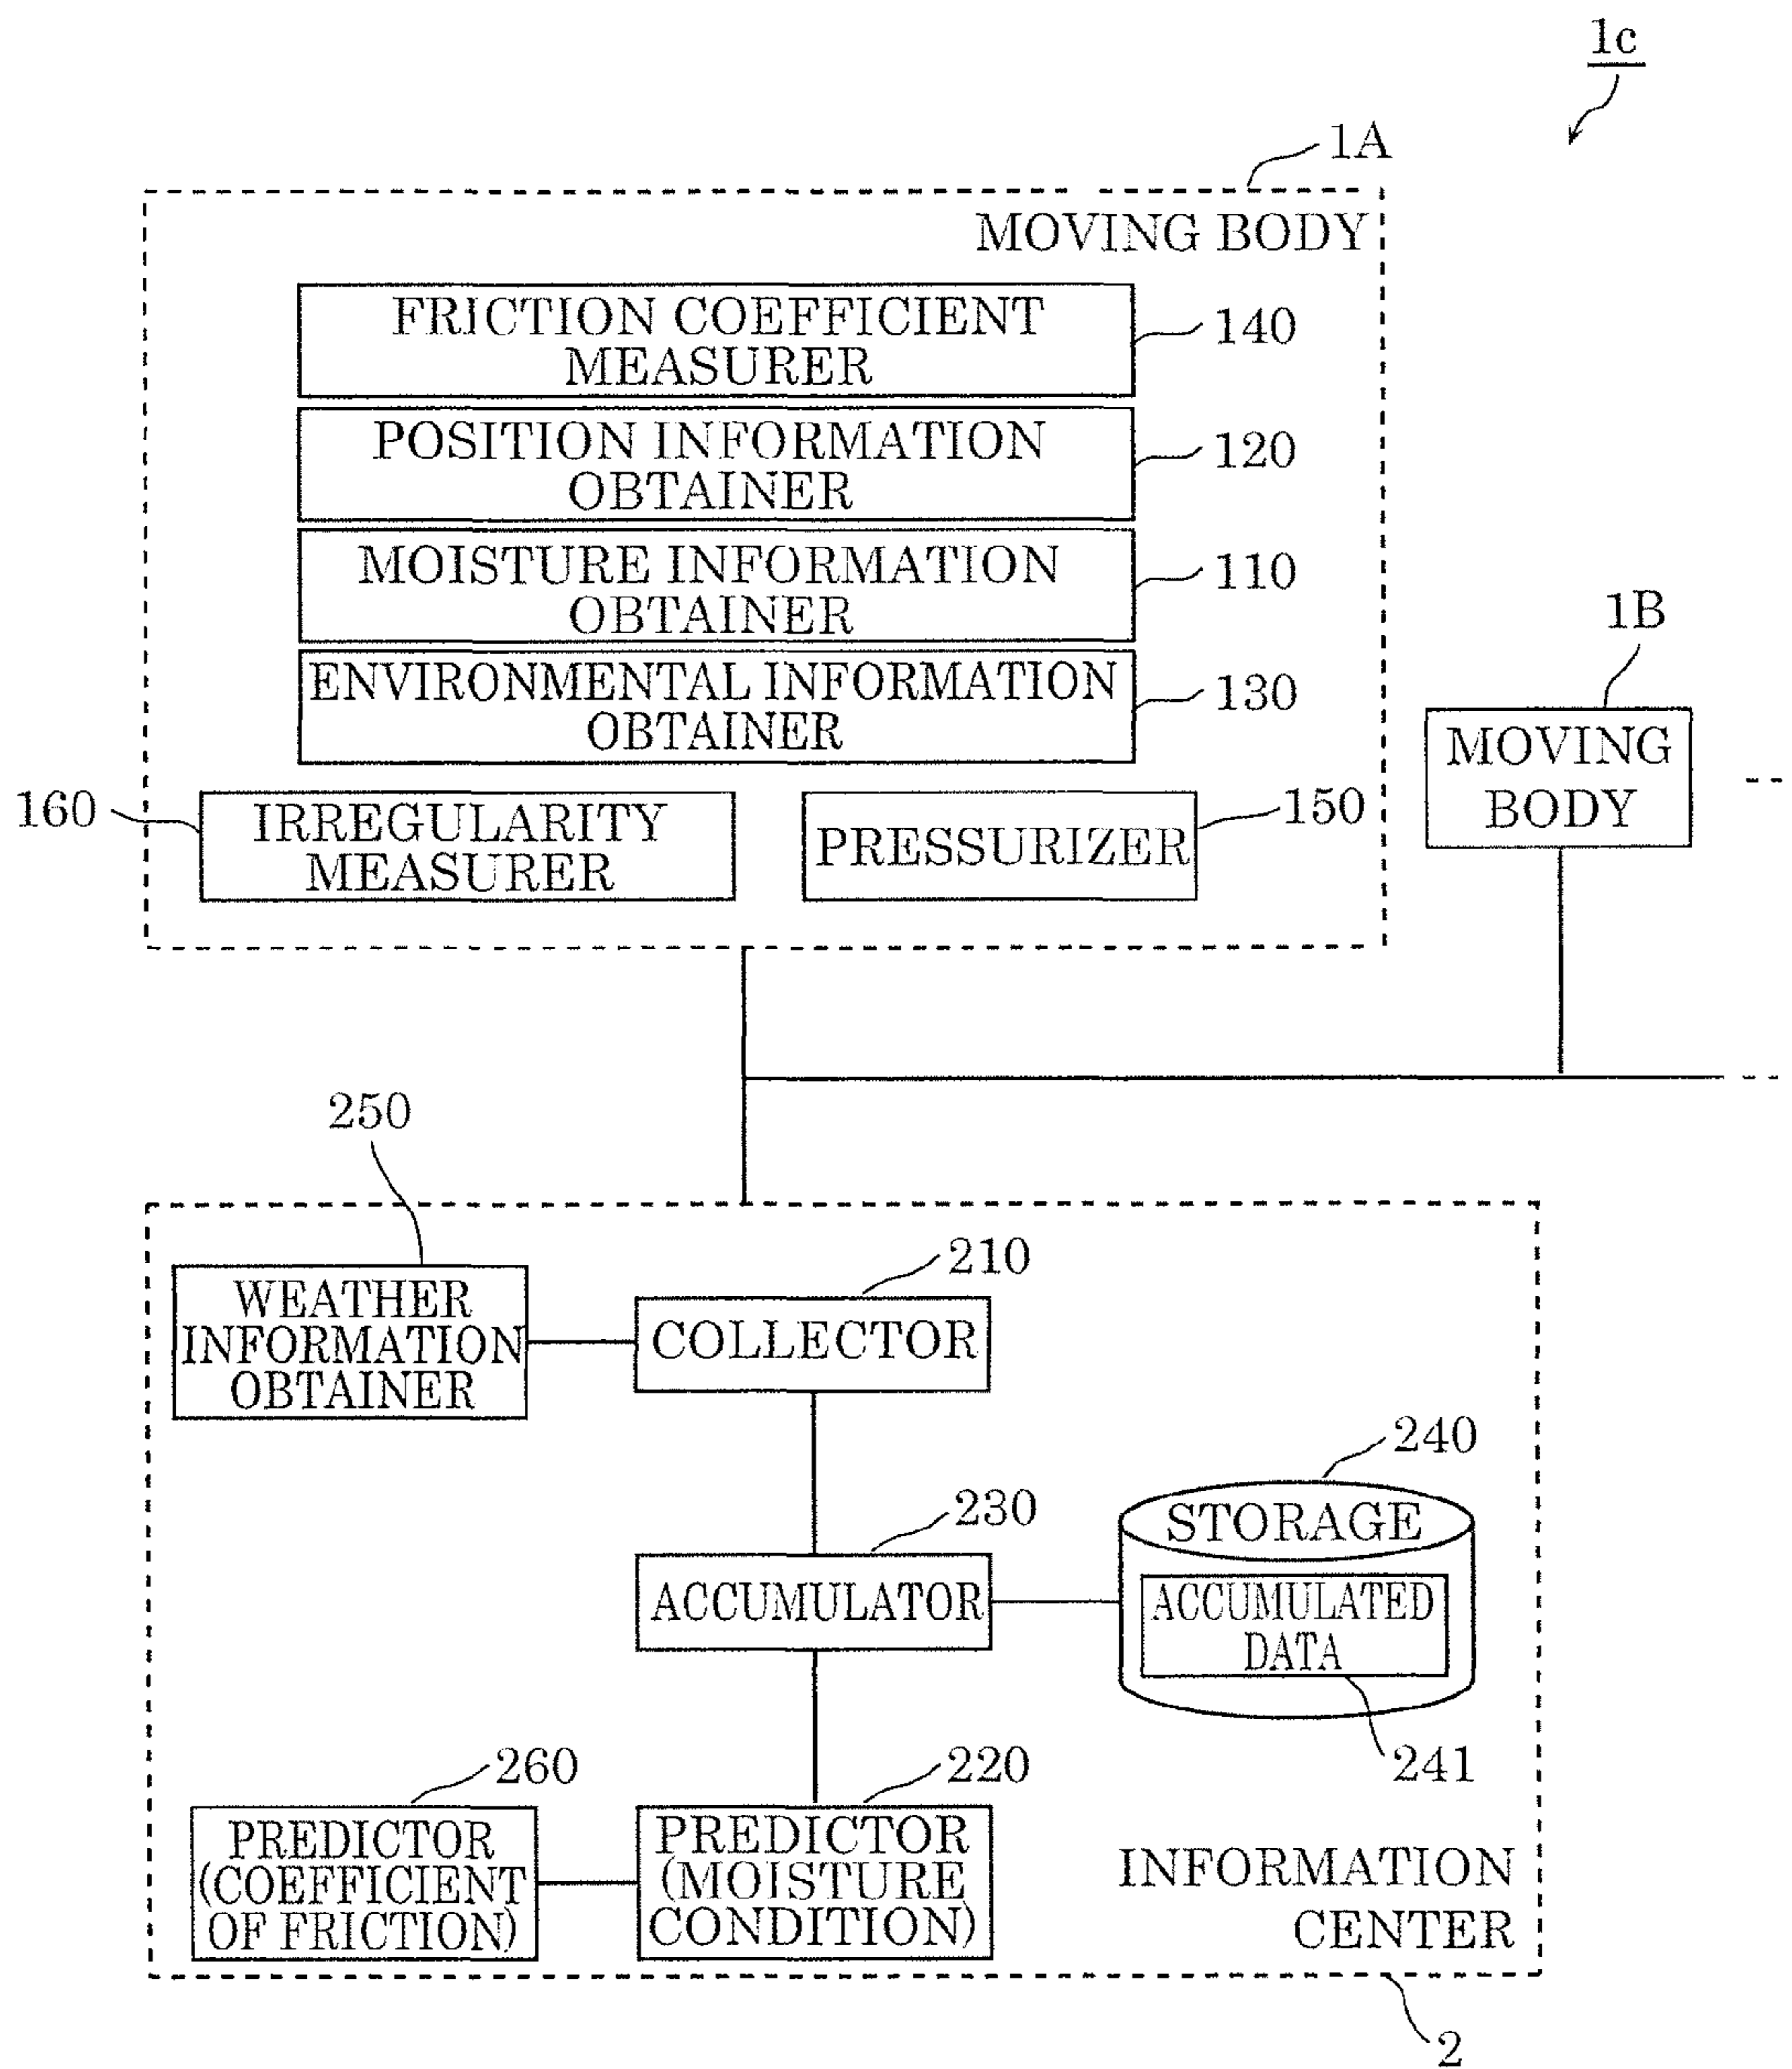 1c
1A
MOVING BODY
FRICTION COEFFICIENT
MEASURER
140
POSITION INFORMATION
OBTAINER
120
MOISTURE INFORMATION
OBTAINER
110
ENVIRONMENTAL INFORMATION
OBTAINER
130
160
IRREGULARITY
MEASURER
PRESSURIZER
150
1B
MOVING
BODY
250
WEATHER
INFORMATION
OBTAINER
210
COLLECTOR
240
STORAGE
230
ACCUMULATOR
ACCUMULATED
DATA
241
260
PREDICTOR
(COEFFICIENT
OF FRICTION)
220
PREDICTOR
(MOISTURE
CONDITION)
INFORMATION
CENTER
2